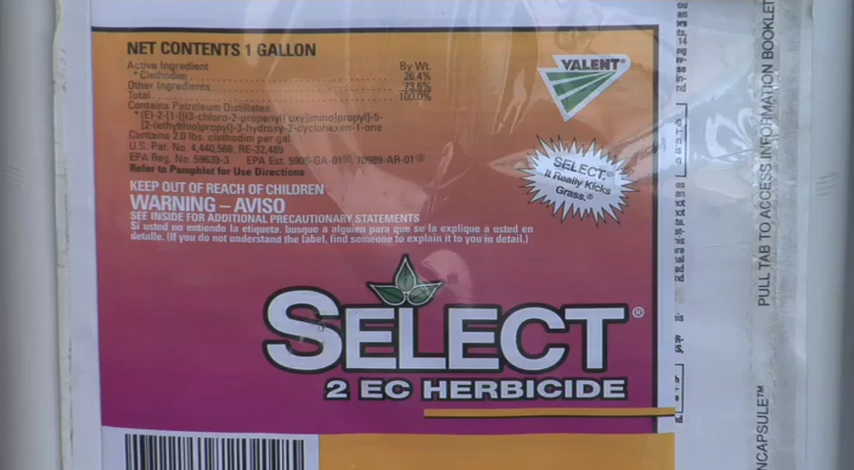 NET CONTENTS 1 GALLON
Active Ingredient By Wt.
*Clethodim 26.4%
Other Ingredients 73.6%
Total 100.0%
Contains Petroleum Distillates
*(E)-2-[1-[[(3-chloro-2-propenyl)oxy]imino]propyl]-5-
[2-(ethylthio)propyl]-3-hydroxy-2-cyclohexen-1-one
Contains 2.0 lbs. clethodim per gal
U.S. Pat. No. 4,440,566; RE-32,489
EPA Reg. No. 59639-3 EPA Est. 5905-GA-01 10989-AR-01
Refer to Pamphlet for Use Directions
KEEP OUT OF REACH OF CHILDREN
WARNING – AVISO
SEE INSIDE FOR ADDITIONAL PRECAUTIONARY STATEMENTS
Si usted no entiende la etiqueta, busque a alguien para que se la explique a usted en
detalle. (If you do not understand the label, find someone to explain it to you in detail.)
VALENT®
SELECT.®
It Really Kicks
Grass.®
SELECT®
2 EC HERBICIDE
PULL TAB TO ACCESS INFORMATION BOOKLET
NCAPSULE™